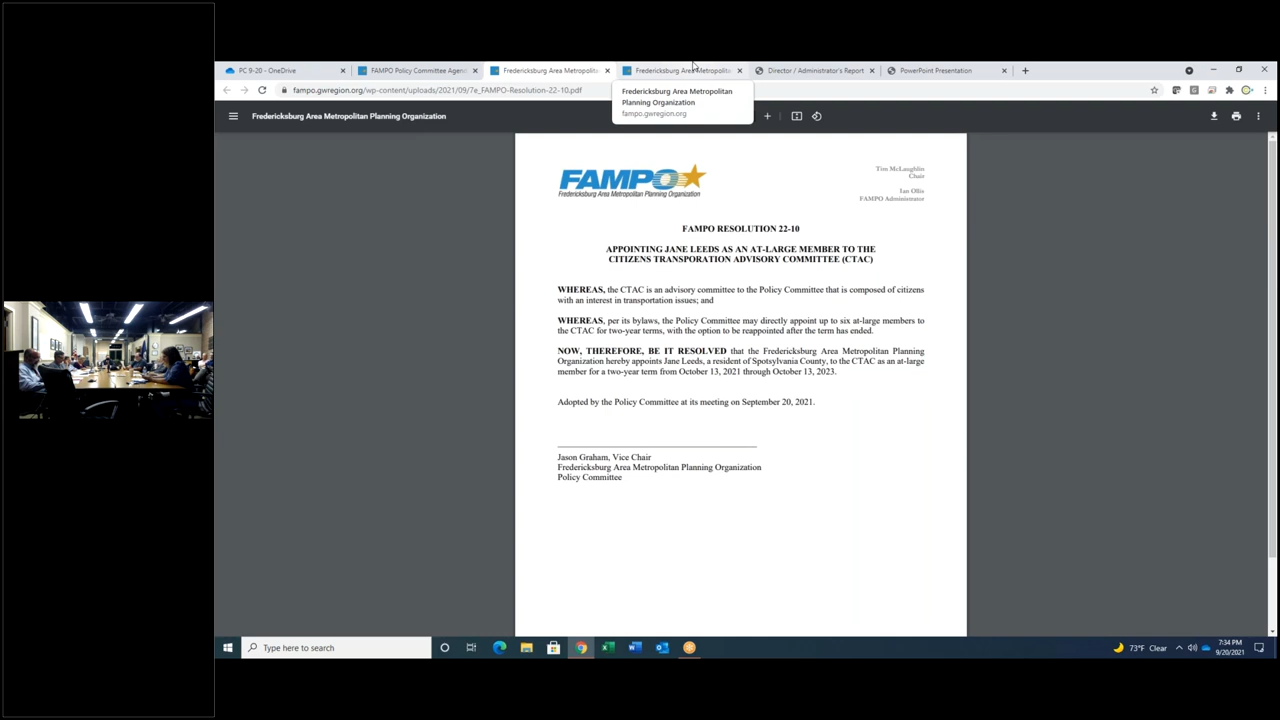 PC 9-20 - OneDrive
FAMPO Policy Committee Agen
Fredericksburg Area Metropolit
Fredericksburg Area Metropolit
Director / Administrator's Report
PowerPoint Presentation
fampo.gwregion.org/wp-content/uploads/2021/09/7e_FAMPO-Resolution-22-10.pdf
Fredericksburg Area Metropolitan
Planning Organization
fampo.gwregion.org
Fredericksburg Area Metropolitan Planning Organization
FAMPO
Fredericksburg Area Metropolitan Planning Organization
Tim McLaughlin
Chair
Ian Ollis
FAMPO Administrator
FAMPO RESOLUTION 22-10
APPOINTING JANE LEEDS AS AN AT-LARGE MEMBER TO THE
CITIZENS TRANSPORATION ADVISORY COMMITTEE (CTAC)
WHEREAS, the CTAC is an advisory committee to the Policy Committee that is composed of citizens
with an interest in transportation issues; and
WHEREAS, per its bylaws, the Policy Committee may directly appoint up to six at-large members to
the CTAC for two-year terms, with the option to be reappointed after the term has ended.
NOW, THEREFORE, BE IT RESOLVED that the Fredericksburg Area Metropolitan Planning
Organization hereby appoints Jane Leeds, a resident of Spotsylvania County, to the CTAC as an at-large
member for a two-year term from October 13, 2021 through October 13, 2023.
Adopted by the Policy Committee at its meeting on September 20, 2021.
Jason Graham, Vice Chair
Fredericksburg Area Metropolitan Planning Organization
Policy Committee
Type here to search
73°F Clear
7:34 PM
9/20/2021